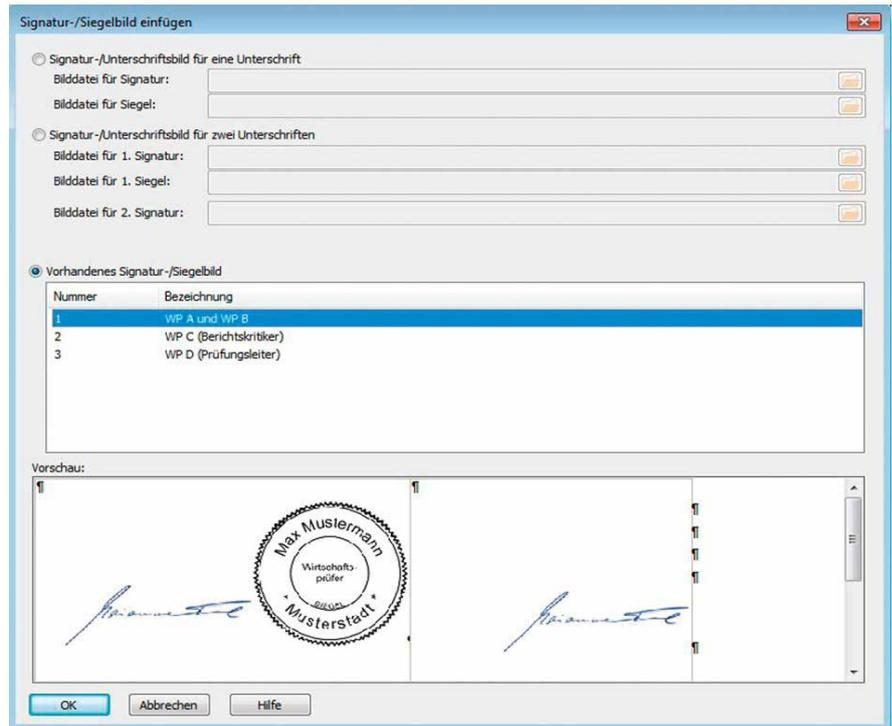 Signatur-/Siegelbild einfügen
Signatur-/Unterschriftsbild für eine Unterschrift
Bilddatei für Signatur:
Bilddatei für Siegel:
Signatur-/Unterschriftsbild für zwei Unterschriften
Bilddatei für 1. Signatur:
Bilddatei für 1. Siegel:
Bilddatei für 2. Signatur:
Vorhandenes Signatur-/Siegelbild
Nummer Bezeichnung
1 WP A und WP B
2 WP C (Berichtskritiker)
3 WP D (Prüfungsleiter)
Vorschau:
Max Mustermann
Wirtschafts-
prüfer
Musterstadt
OK Abbrechen Hilfe